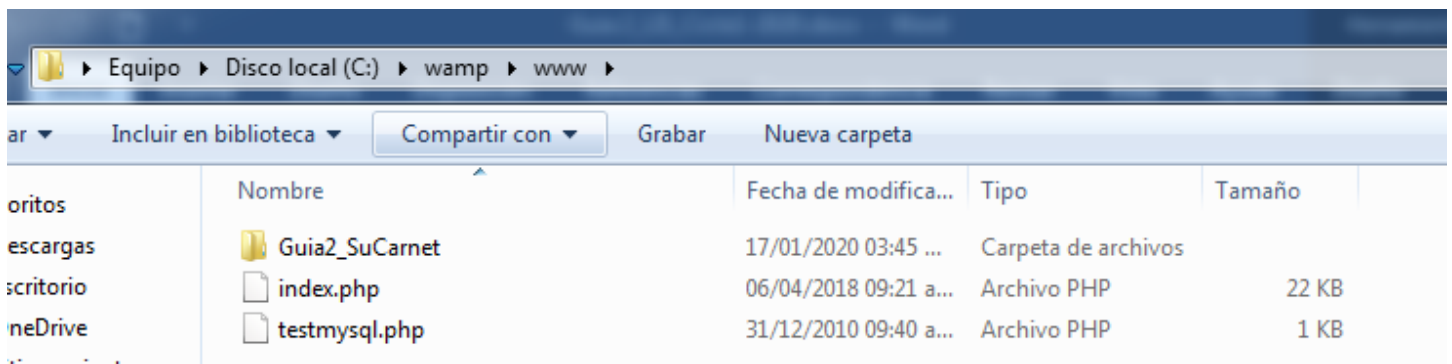 Equipo Disco local (C:) wamp www
ar Incluir en biblioteca Compartir con Grabar Nueva carpeta
Nombre Fecha de modifica... Tipo Tamaño
oritos
Guia2_SuCarnet 17/01/2020 03:45 ... Carpeta de archivos
escargas
index.php 06/04/2018 09:21 a... Archivo PHP 22 KB
scritorio
testmysql.php 31/12/2010 09:40 a... Archivo PHP 1 KB
neDrive